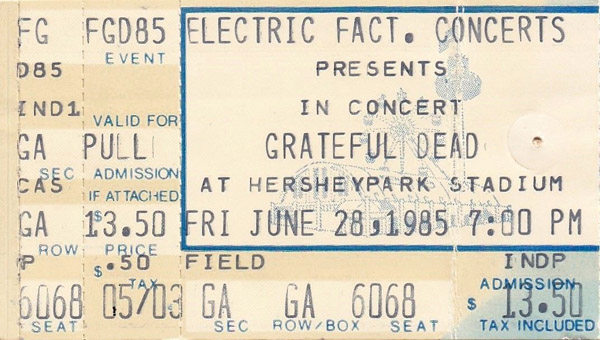 FG FGD85 ELECTRIC FACT. CONCERTS
EVENT
D85 PRESENTS
IND1 VALID FOR IN CONCERT
GA PULL GRATEFUL DEAD
SEC ADMISSION
CAS IF ATTACHED AT HERSHEYPARK STADIUM
GA $13.50 FRI JUNE 28,1985 7:00 PM
ROW PRICE
P $.50 FIELD INDP
TAX ADMISSION
6068 05/03 GA GA 6068 $ 13.50
SEAT SEC ROW/BOX SEAT TAX INCLUDED